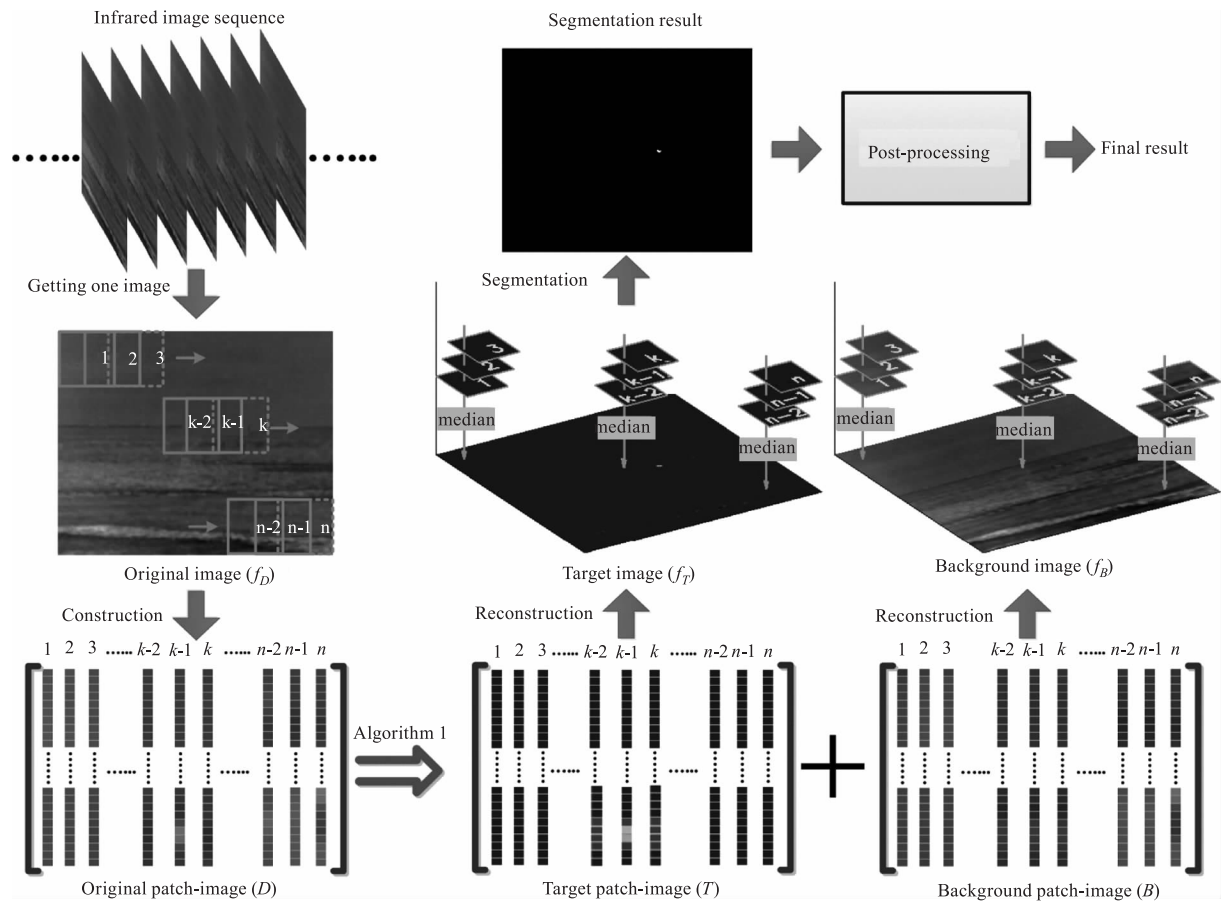 Infrared image sequence
Segmentation result
Post-processing
Final result
Getting one image
Segmentation
1 2 3
k-2 k-1 k
n-2 n-1 n
3
2
1
median
k
k-1
k-2
median
n
n-1
n-2
median
3
2
1
median
k
k-1
k-2
median
n
n-1
n-2
median
Original image (f_D)
Target image (f_T)
Background image (f_B)
Construction
Reconstruction
Reconstruction
1 2 3 ...... k-2 k-1 k ...... n-2 n-1 n
1 2 3 ...... k-2 k-1 k ...... n-2 n-1 n
1 2 3 k-2 k-1 k ...... n-2 n-1 n
Algorithm 1
Original patch-image (D)
Target patch-image (T)
Background patch-image (B)